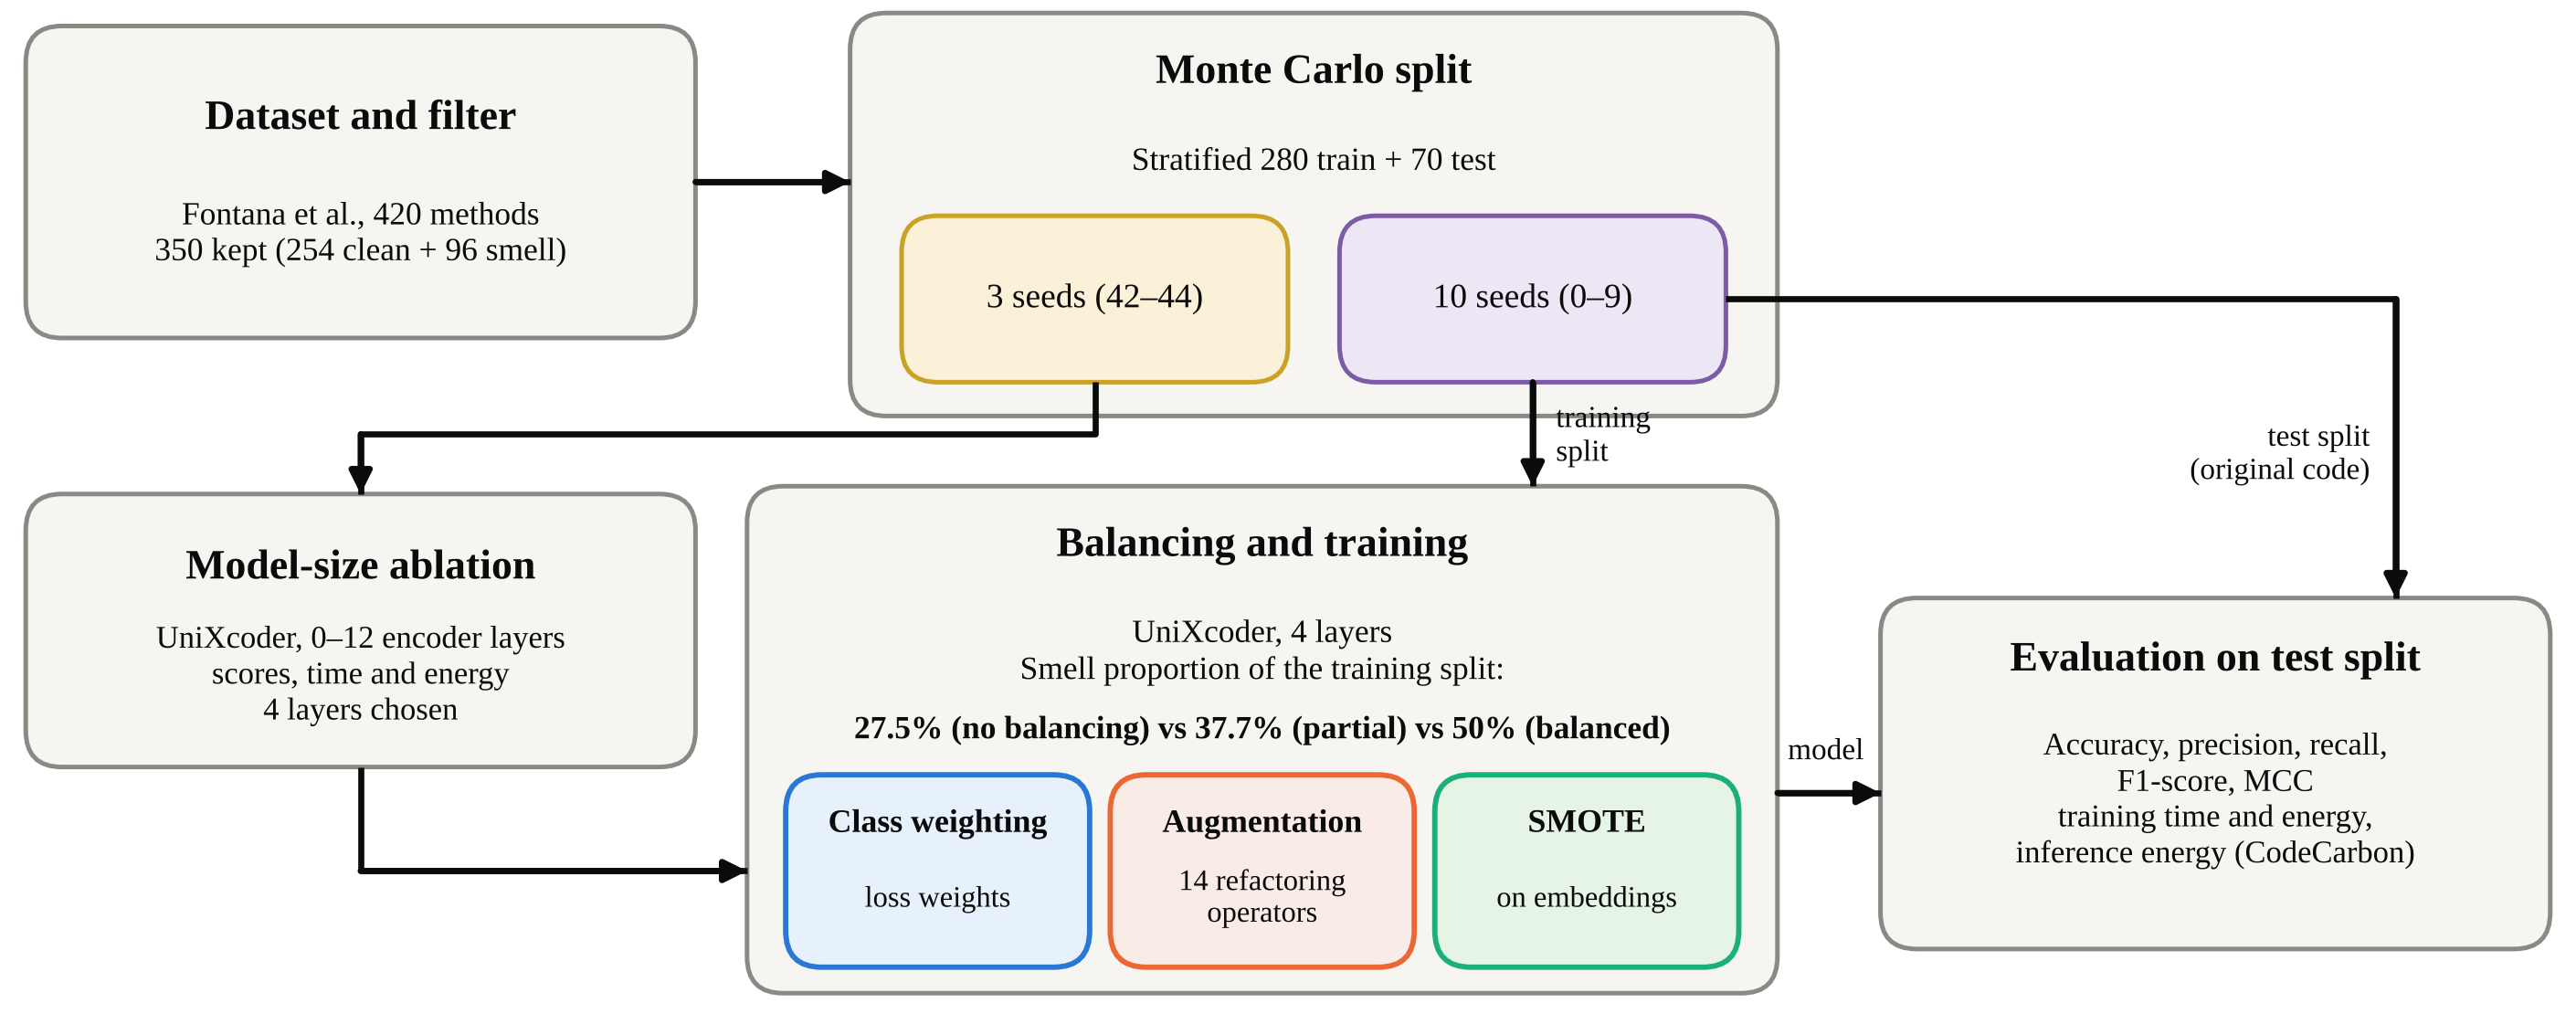 Dataset and filter
Fontana et al., 420 methods
350 kept (254 clean + 96 smell)
Monte Carlo split
Stratified 280 train + 70 test
3 seeds (42–44)
10 seeds (0–9)
training
split
test split
(original code)
Model-size ablation
UniXcoder, 0–12 encoder layers
scores, time and energy
4 layers chosen
Balancing and training
UniXcoder, 4 layers
Smell proportion of the training split:
27.5% (no balancing) vs 37.7% (partial) vs 50% (balanced)
Class weighting
loss weights
Augmentation
14 refactoring
operators
SMOTE
on embeddings
model
Evaluation on test split
Accuracy, precision, recall,
F1-score, MCC
training time and energy,
inference energy (CodeCarbon)